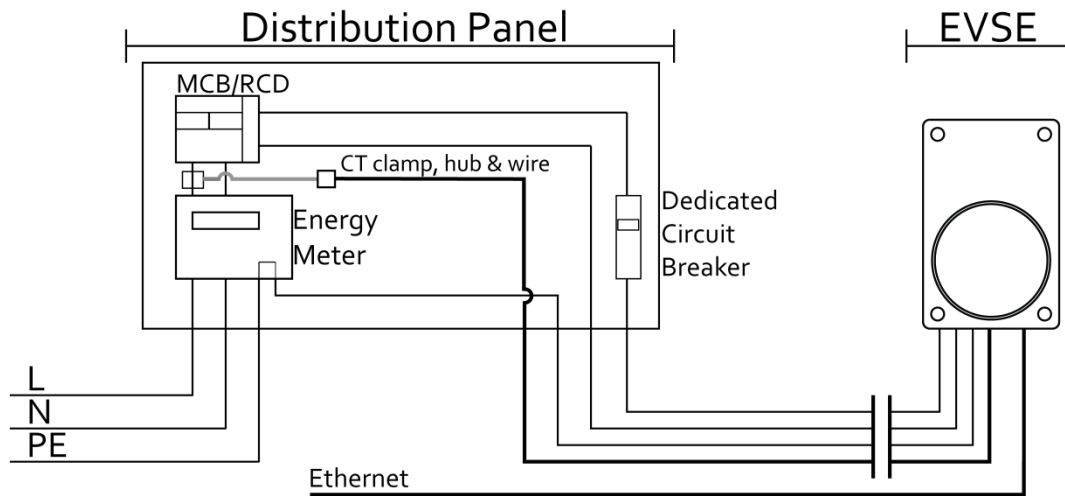 Distribution Panel
EVSE
MCB/RCD
CT clamp, hub & wire
Energy
Meter
Dedicated
Circuit
Breaker
L
N
PE
Ethernet